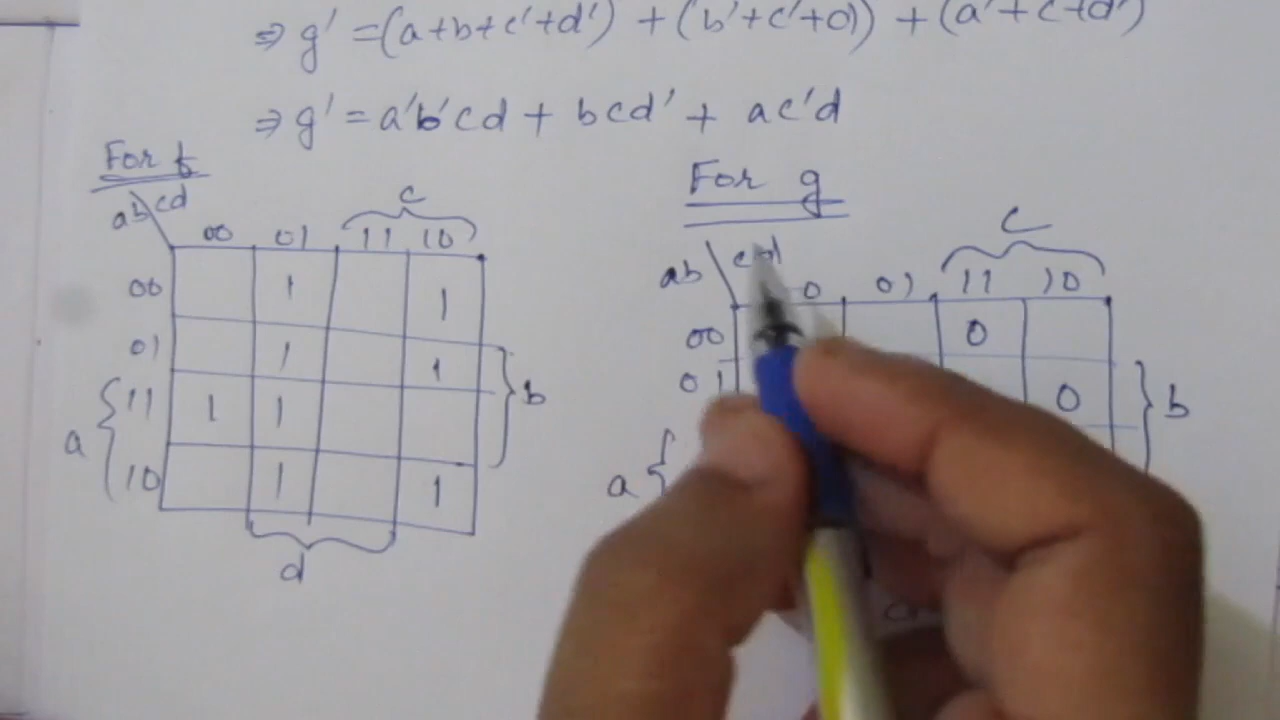 ⇒ g' = (a+b+c'+d') + (b'+c'+d) + (a'+c+d')
⇒ g' = a'b'cd + bcd' + ac'd
For f
For g
c
c
ab cd
00 01 11 10
ab cd
0 01 11 10
00 1 1
00 0
01 1 1
b
01 0
b
11 1 1
a
10 1 1
a
d